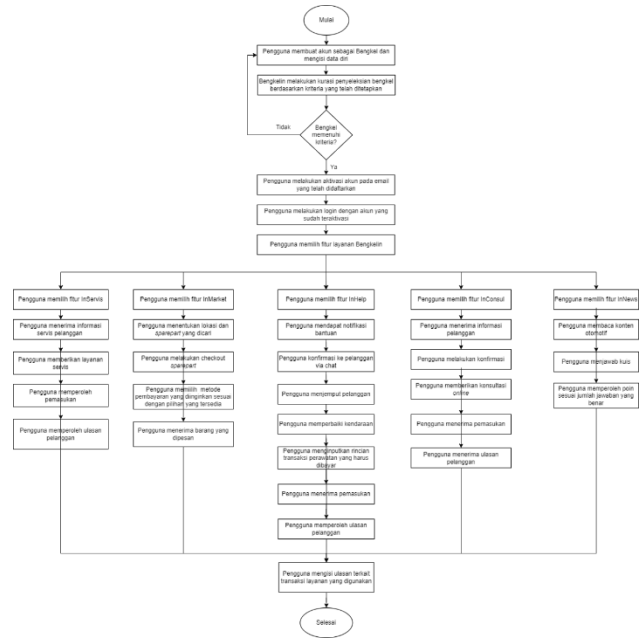 Mulai
Pengguna membuat akun sebagai Bengkel dan
mengisi data diri
Bengkelin melakukan kurasi penyeleksian bengkel
berdasarkan kriteria yang telah ditetapkan
Tidak
Bengkel
memenuhi
kriteria?
Ya
Pengguna melakukan aktivasi akun pada email
yang telah didaftarkan
Pengguna melakukan login dengan akun yang
sudah teraktivasi
Pengguna memilih fitur layanan Bengkelin
Pengguna memilih fitur InServis
Pengguna menerima informasi
servis pelanggan
Pengguna memberikan layanan
servis
Pengguna memperoleh
pemasukan
Pengguna memperoleh ulasan
pelanggan
Pengguna memilih fitur InMarket
Pengguna menentukan lokasi dan
sparepart yang dicari
Pengguna melakukan checkout
sparepart
Pengguna memilih metode
pembayaran yang diinginkan sesuai
dengan pilihan yang tersedia
Pengguna menerima barang yang
dipesan
Pengguna memilih fitur InHelp
Pengguna mendapat notifikasi
bantuan
Pengguna konfirmasi ke pelanggan
via chat
Pengguna menjemput pelanggan
Pengguna memperbaiki kendaraan
Pengguna menginputkan rincian
transaksi perawatan yang harus
dibayar
Pengguna menerima pemasukan
Pengguna memperoleh ulasan
pelanggan
Pengguna memilih fitur InConsul
Pengguna menerima informasi
pelanggan
Pengguna melakukan konfirmasi
Pengguna memberikan konsultasi
online
Pengguna menerima pemasukan
Pengguna menerima ulasan
pelanggan
Pengguna memilih fitur InNews
Pengguna membaca konten
otomotif
Pengguna menjawab kuis
Pengguna memperoleh poin
sesuai jumlah jawaban yang
benar
Pengguna mengisi ulasan terkait
transaksi layanan yang digunakan
Selesai